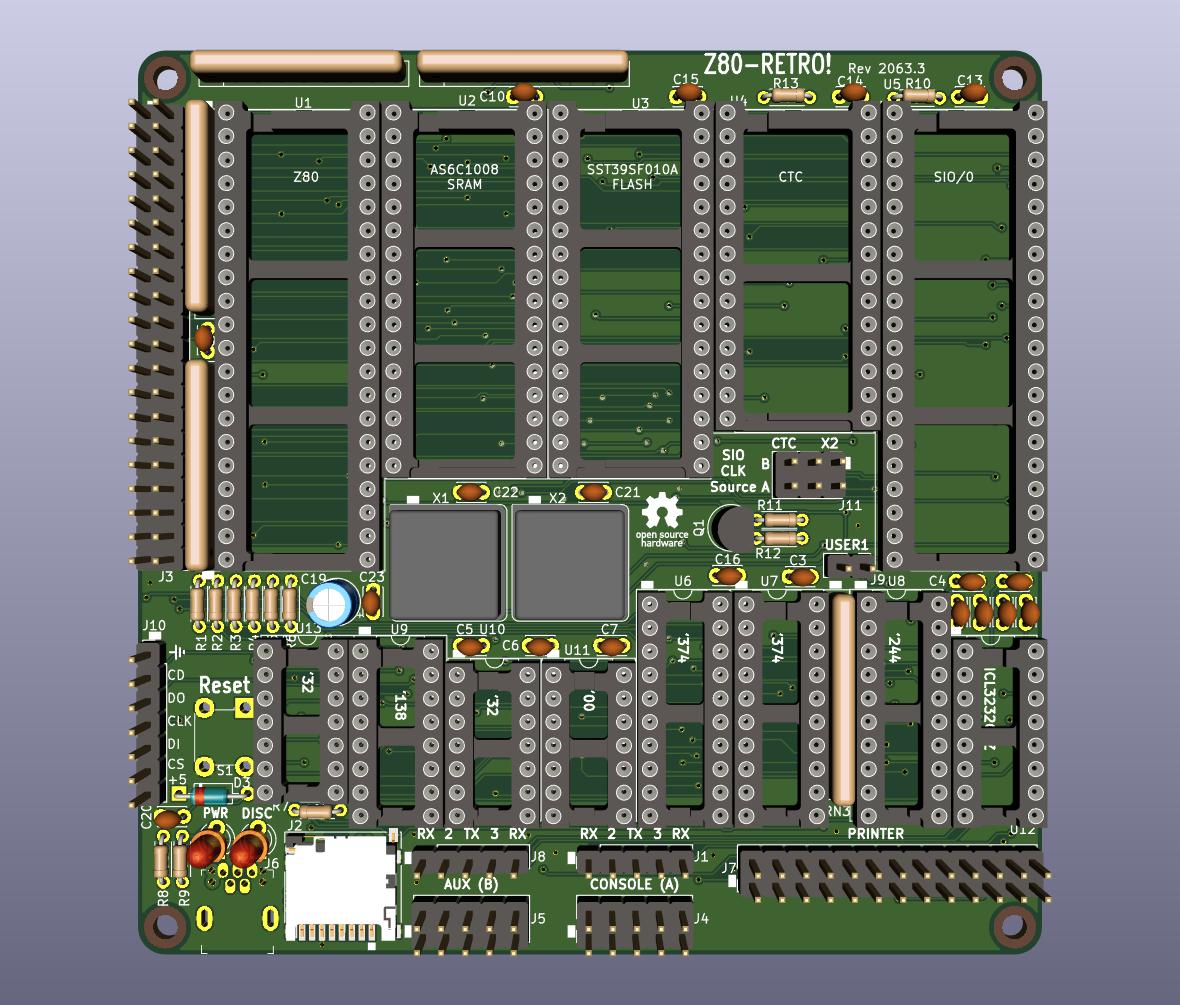 Z80-RETRO!
Rev 2063.3
C15
R13
C14
U5
R10
C13
C10
U1
U2
U3
U4
Z80
AS6C1008
SRAM
SST39SF010A
FLASH
CTC
SIO/0
CTC X2
SIO
CLK
Source A
B
J11
X1
C22
X2
C21
open source
hardware
Q1
R11
R12
USER1
J3
C19
C23
C16
C3
U6
U7
J9
U8
C4
R1
R2
R3
J10
U13
U9
C5
U10
C6
U11
C7
CD
DO
CLK
DI
CS
+5
Reset
S1
D3
'32
'138
'32
'00
'374
'374
'244
ICL3232
C20
PWR
DISC
J2
RX 2 TX 3 RX
RX 2 TX 3 RX
RN3
PRINTER
U12
J6
J8
J1
J7
R8
R9
AUX (B)
CONSOLE (A)
J5
J4